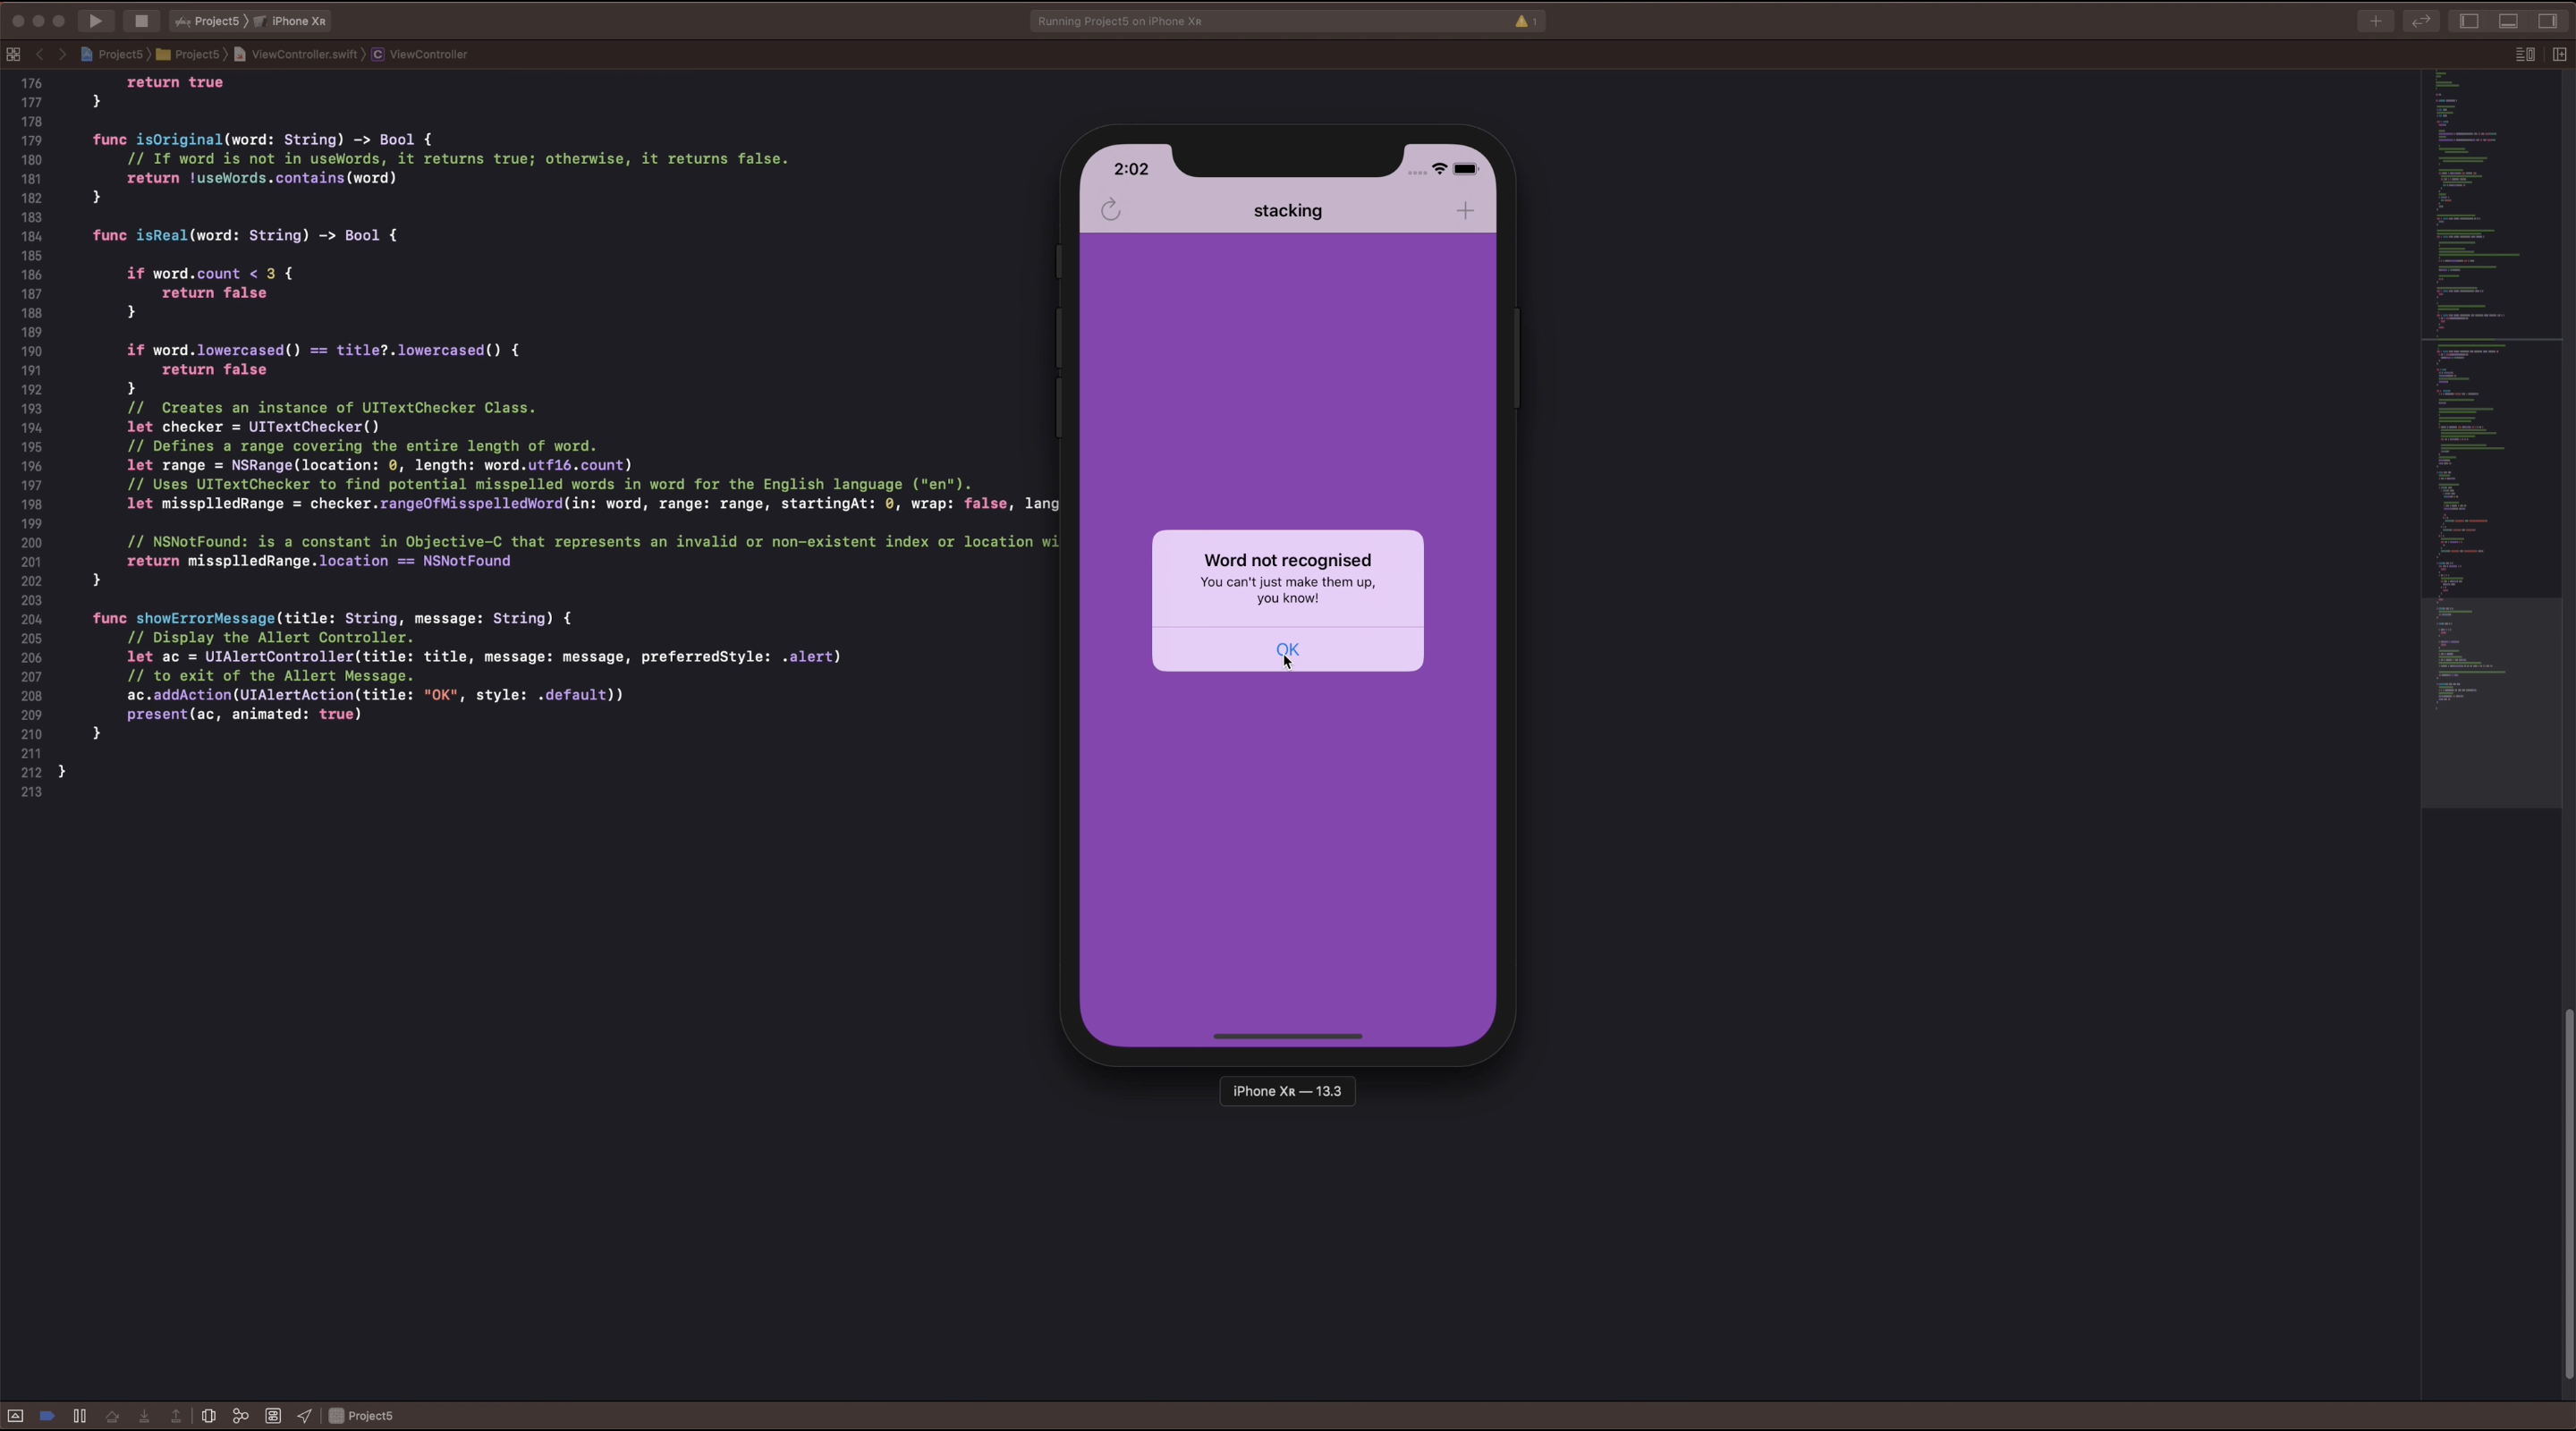 Project5 〉 iPhone XR
Running Project5 on iPhone XR
1
Project5 〉 Project5 〉 ViewController.swift 〉 C ViewController
176 return true
177 }
178
179 func isOriginal(word: String) -> Bool {
180 // If word is not in useWords, it returns true; otherwise, it returns false.
181 return !useWords.contains(word)
182 }
183
184 func isReal(word: String) -> Bool {
185
186 if word.count < 3 {
187 return false
188 }
189
190 if word.lowercased() == title?.lowercased() {
191 return false
192 }
193 //  Creates an instance of UITextChecker Class.
194 let checker = UITextChecker()
195 // Defines a range covering the entire length of word.
196 let range = NSRange(location: 0, length: word.utf16.count)
197 // Uses UITextChecker to find potential misspelled words in word for the English language ("en").
198 let missplledRange = checker.rangeOfMisspelledWord(in: word, range: range, startingAt: 0, wrap: false, lang
199
200 // NSNotFound: is a constant in Objective-C that represents an invalid or non-existent index or location wi
201 return missplledRange.location == NSNotFound
202 }
203
204 func showErrorMessage(title: String, message: String) {
205 // Display the Allert Controller.
206 let ac = UIAlertController(title: title, message: message, preferredStyle: .alert)
207 // to exit of the Allert Message.
208 ac.addAction(UIAlertAction(title: "OK", style: .default))
209 present(ac, animated: true)
210 }
211
212 }
213
2:02
stacking
Word not recognised
You can't just make them up,
you know!
OK
iPhone XR — 13.3
Project5